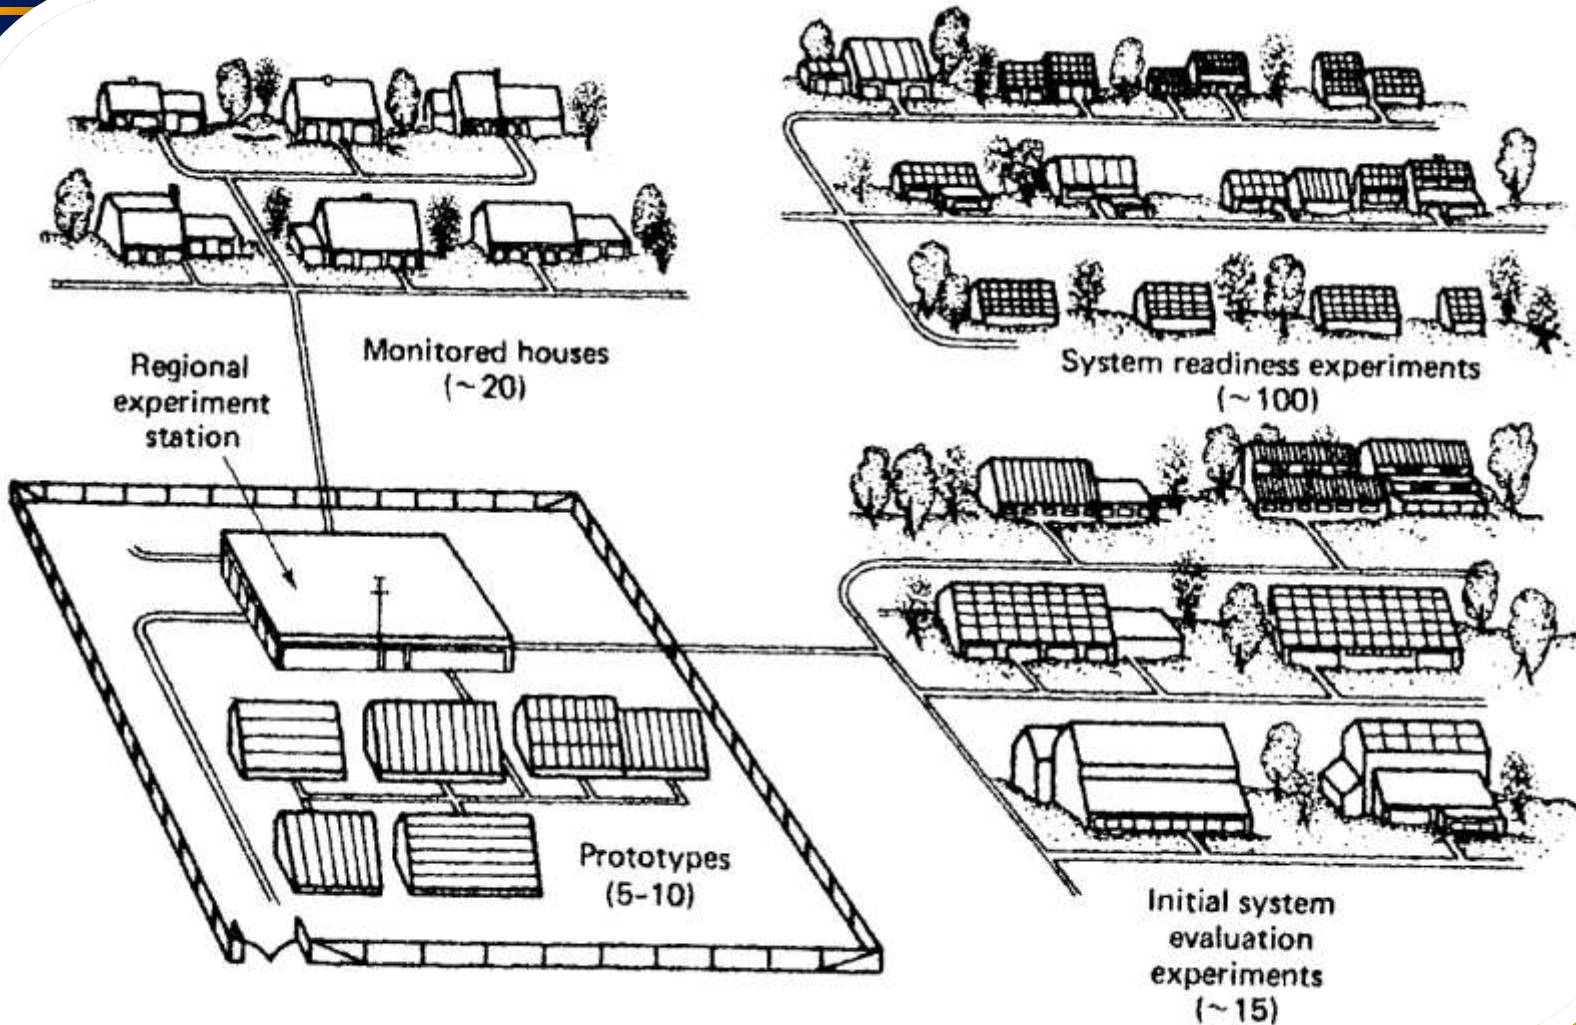 Monitored houses
(~20)
System readiness experiments
(~100)
Regional
experiment
station
Prototypes
(5-10)
Initial system
evaluation
experiments
(~15)